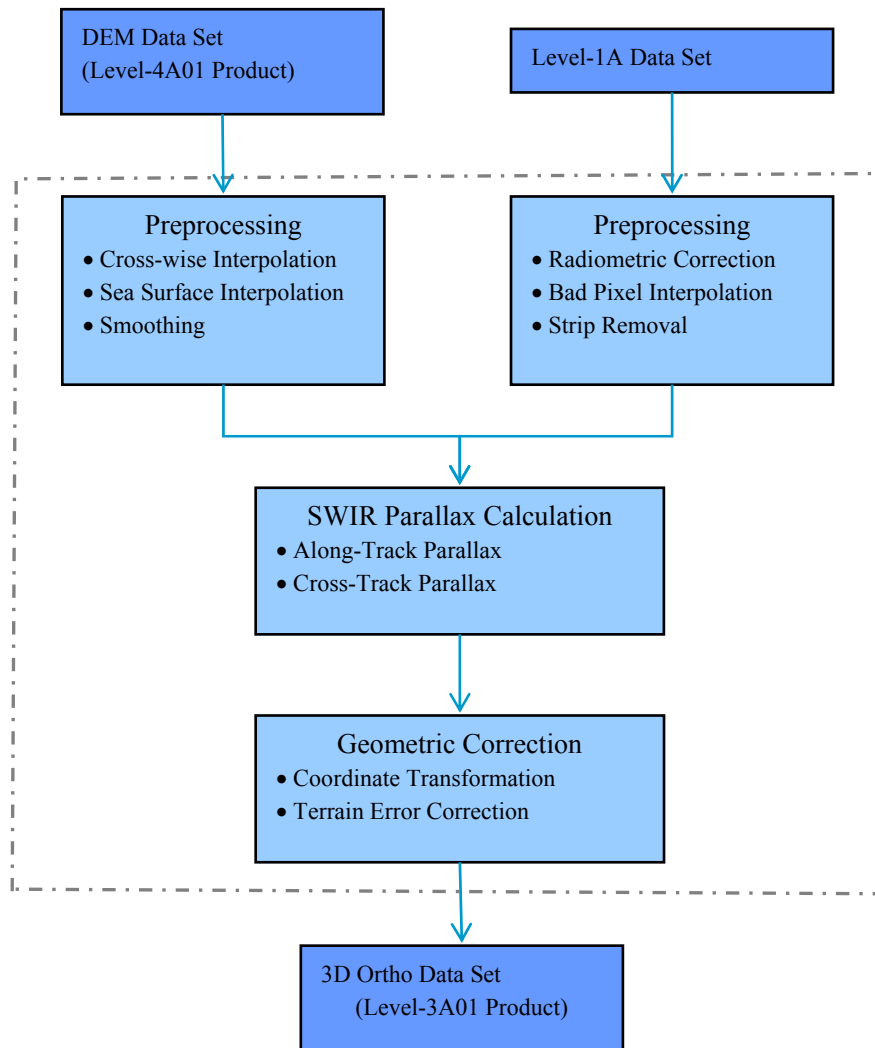 DEM Data Set
(Level-4A01 Product)
Level-1A Data Set
Preprocessing
• Cross-wise Interpolation
• Sea Surface Interpolation
• Smoothing
Preprocessing
• Radiometric Correction
• Bad Pixel Interpolation
• Strip Removal
SWIR Parallax Calculation
• Along-Track Parallax
• Cross-Track Parallax
Geometric Correction
• Coordinate Transformation
• Terrain Error Correction
3D Ortho Data Set
(Level-3A01 Product)